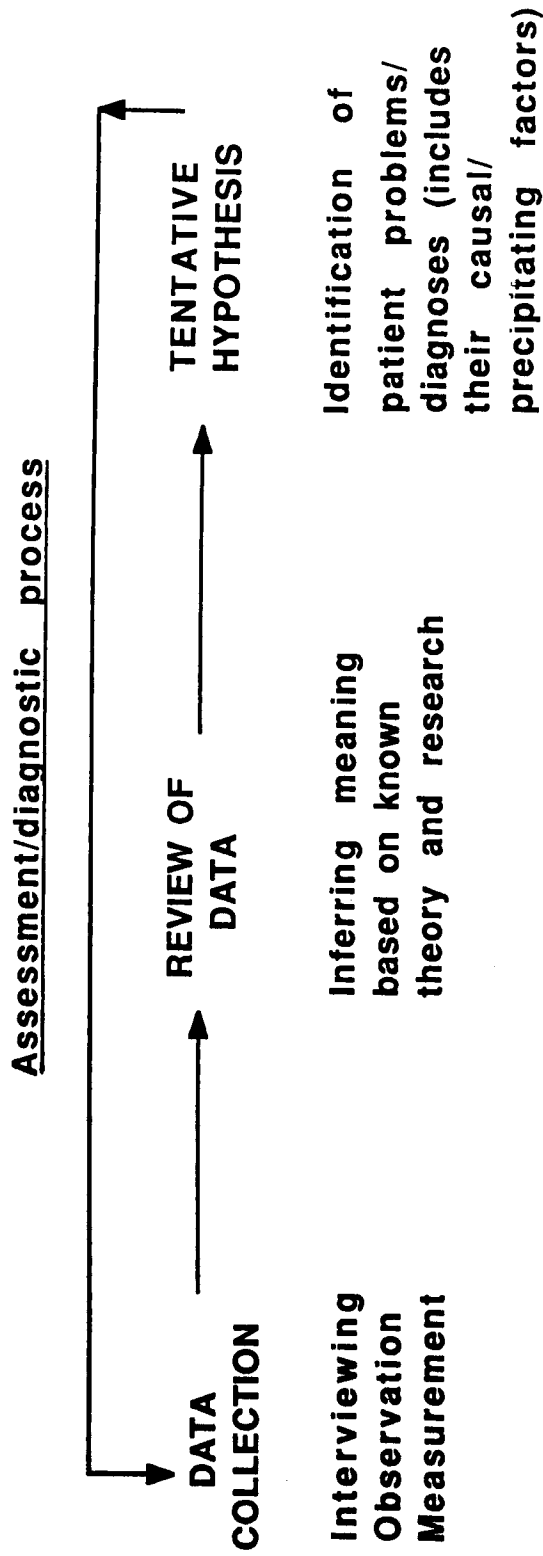 Assessment/diagnostic process
DATA
COLLECTION
Interviewing
Observation
Measurement
REVIEW OF
DATA
Inferring meaning
based on known
theory and research
TENTATIVE
HYPOTHESIS
Identification of
patient problems/
diagnoses (includes
their causal/
precipitating factors)